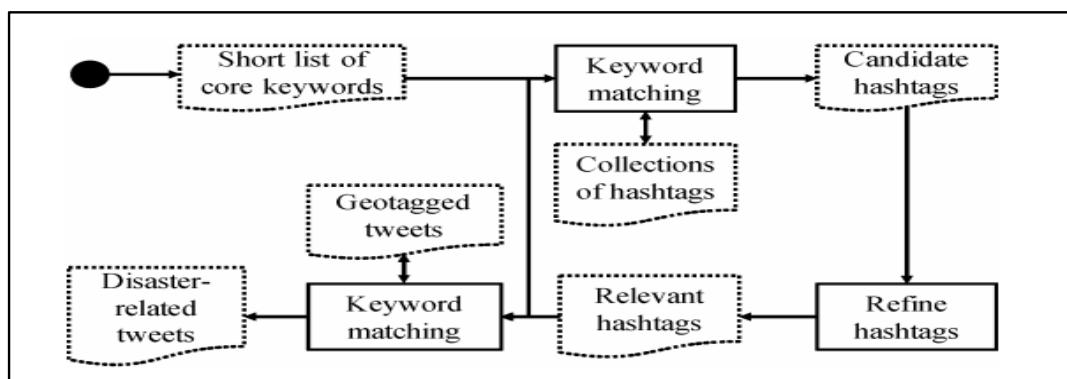 Short list of
core keywords
Keyword
matching
Candidate
hashtags
Collections
of hashtags
Geotagged
tweets
Disaster-
related
tweets
Keyword
matching
Relevant
hashtags
Refine
hashtags